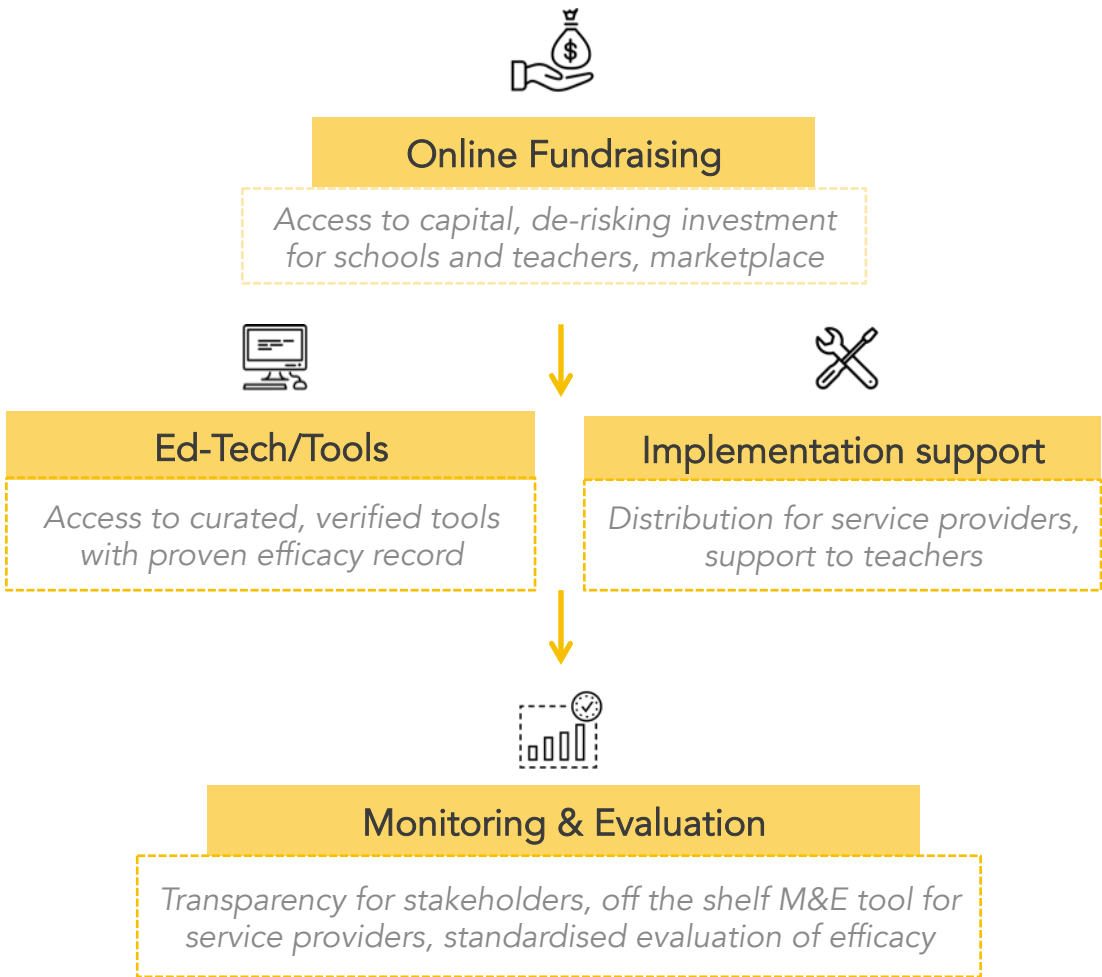 Online Fundraising
Access to capital, de-risking investment
for schools and teachers, marketplace
Ed-Tech/Tools
Access to curated, verified tools
with proven efficacy record
Implementation support
Distribution for service providers,
support to teachers
Monitoring & Evaluation
Transparency for stakeholders, off the shelf M&E tool for
service providers, standardised evaluation of efficacy